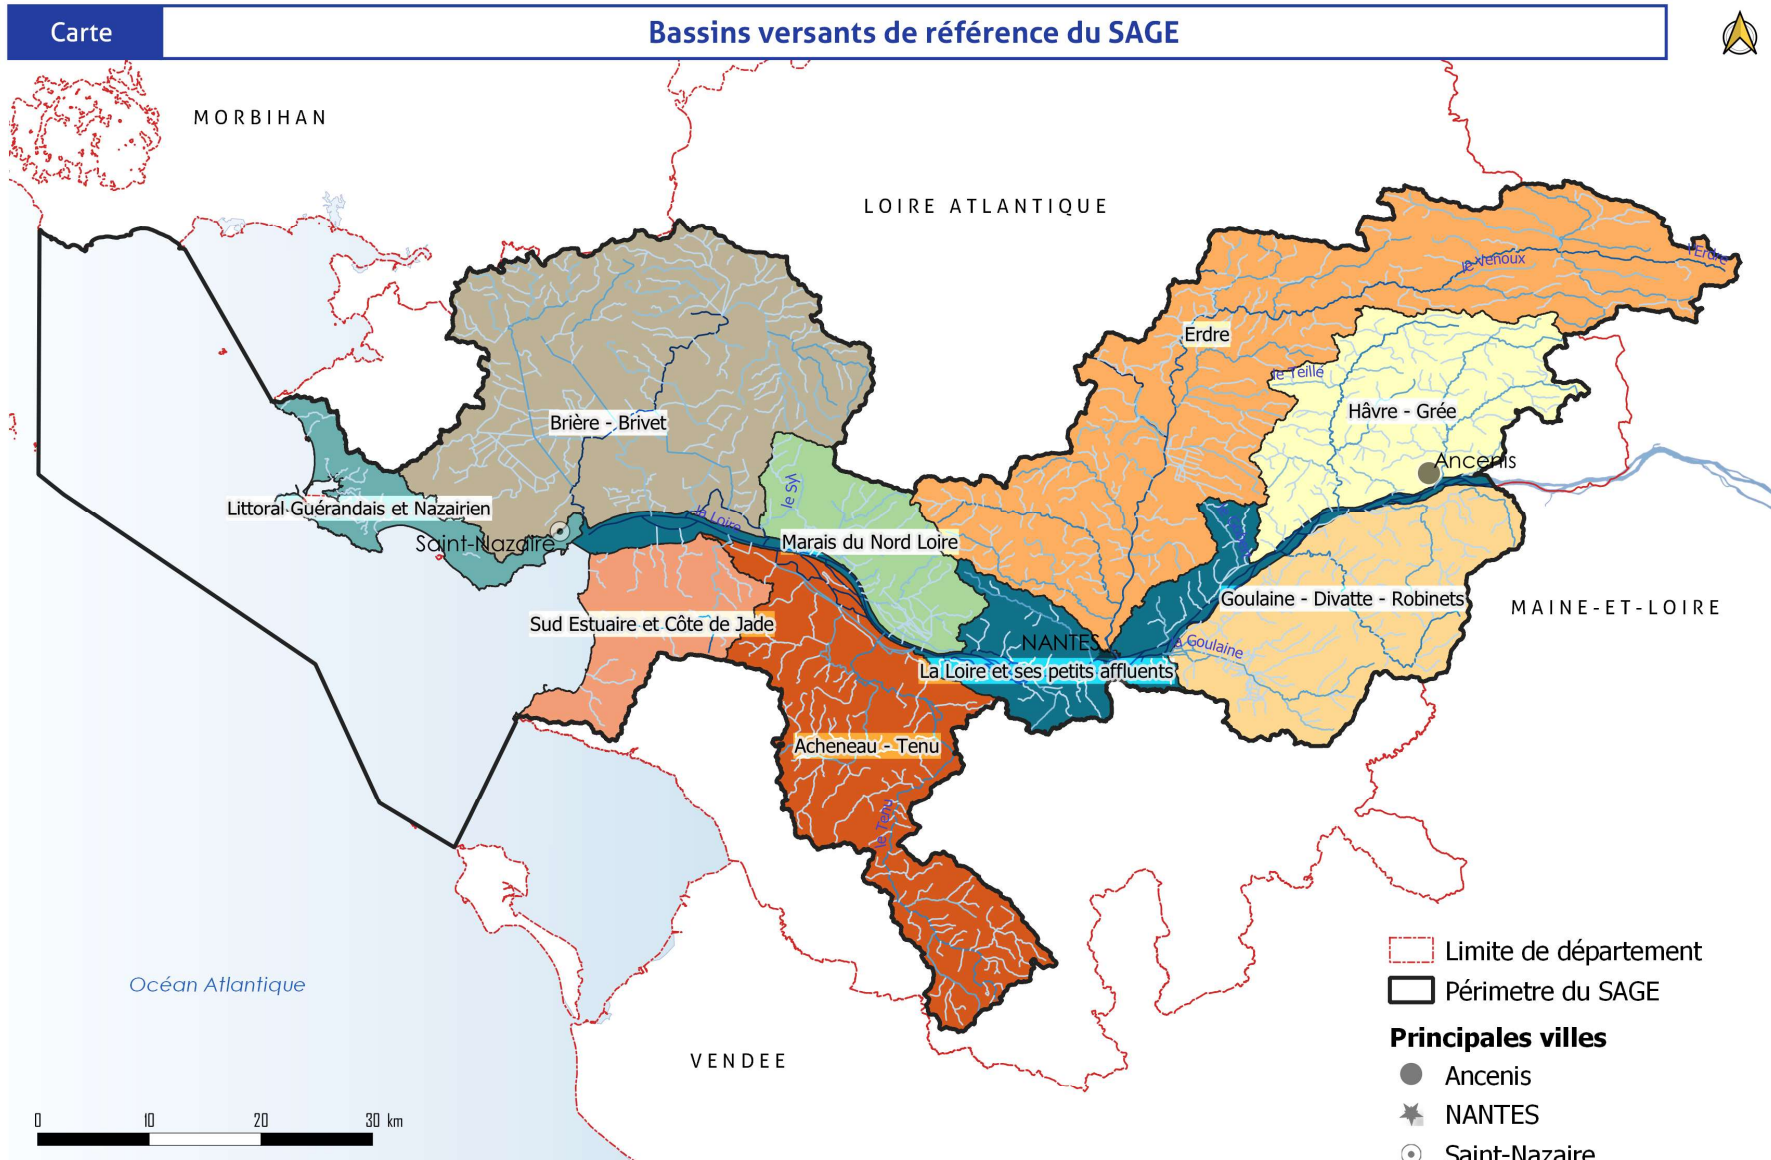 Carte
Bassins versants de référence du SAGE
MORBIHAN
LOIRE ATLANTIQUE
l'Erdre
le Venoux
Erdre
le Teillé
Hâvre - Grée
Brière - Brivet
Ancenis
le Syl
Littoral Guérandais et Nazairien
la Loire
Saint-Nazaire
Marais du Nord Loire
Goulaine - Divatte - Robinets
MAINE-ET-LOIRE
Sud Estuaire et Côte de Jade
NANTES
la Goulaine
La Loire et ses petits affluents
Acheneau - Tenu
le Tenu
Océan Atlantique
VENDEE
Limite de département
Périmetre du SAGE
Principales villes
Ancenis
NANTES
Saint-Nazaire
0 10 20 30 km